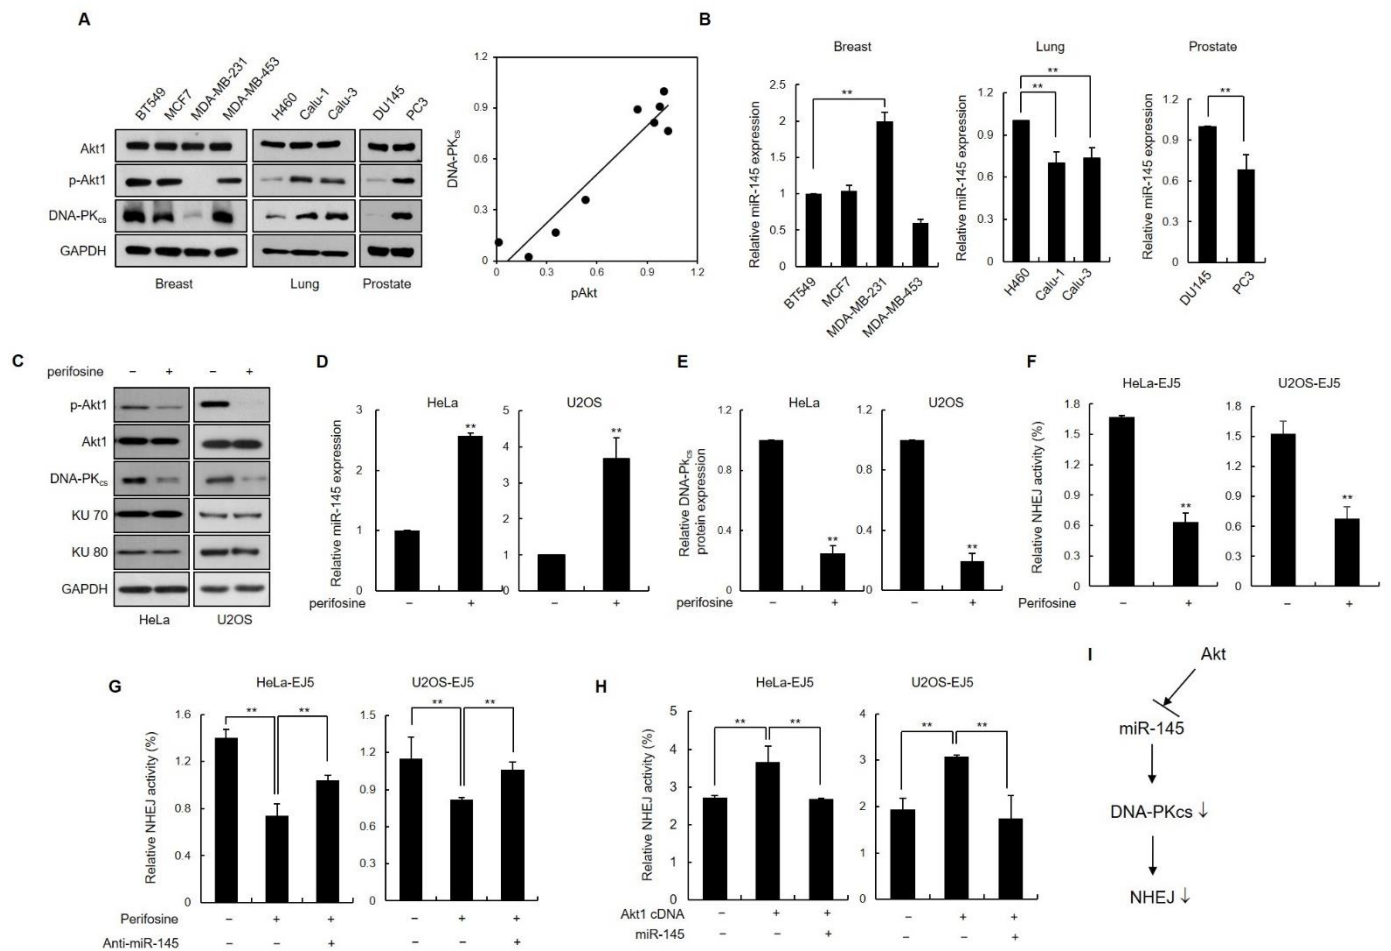 A
BT549
MCF7
MDA-MB-231
MDA-MB-453
H460
Calu-1
Calu-3
DU145
PC3
Akt1
p-Akt1
DNA-PKcs
GAPDH
Breast
Lung
Prostate
DNA-PKcs
1.2
0.9
0.6
0.3
0
0
0.3
0.6
0.9
1.2
pAkt
B
Breast
Relative miR-145 expression
2.5
2.0
1.5
1
0.5
0
**
BT549
MCF7
MDA-MB-231
MDA-MB-453
Lung
Relative miR-145 expression
1.2
0.9
0.6
0.3
0
**
**
H460
Calu-1
Calu-3
Prostate
Relative miR-145 expression
1.2
0.9
0.6
0.3
0
**
DU145
PC3
C
perifosine
–
+
–
+
p-Akt1
Akt1
DNA-PKcs
KU 70
KU 80
GAPDH
HeLa
U2OS
D
HeLa
Relative miR-145 expression
3
2
1
0
**
U2OS
5
4
3
2
1
0
**
perifosine
–
+
–
+
E
HeLa
Relative DNA-PKcs
protein expression
1.2
0.8
0.4
0
**
U2OS
1.2
0.8
0.4
0
**
perifosine
–
+
–
+
F
HeLa-EJ5
Relative NHEJ activity (%)
1.8
1.5
1.2
0.9
0.6
0.3
0
**
U2OS-EJ5
1.8
1.5
1.2
0.9
0.6
0.3
0
**
Perifosine
–
+
–
+
G
HeLa-EJ5
Relative NHEJ activity (%)
1.6
1.2
0.8
0.4
0
**
**
U2OS-EJ5
1.5
1.2
0.9
0.6
0.3
0
**
**
Perifosine
–
+
+
–
+
+
Anti-miR-145
–
–
+
–
–
+
H
HeLa-EJ5
Relative NHEJ activity (%)
5
4
3
2
1
0
**
**
U2OS-EJ5
4
3
2
1
0
**
**
Akt1 cDNA
–
+
+
–
+
+
miR-145
–
–
+
–
–
+
I
Akt
miR-145
DNA-PKcs ↓
NHEJ ↓